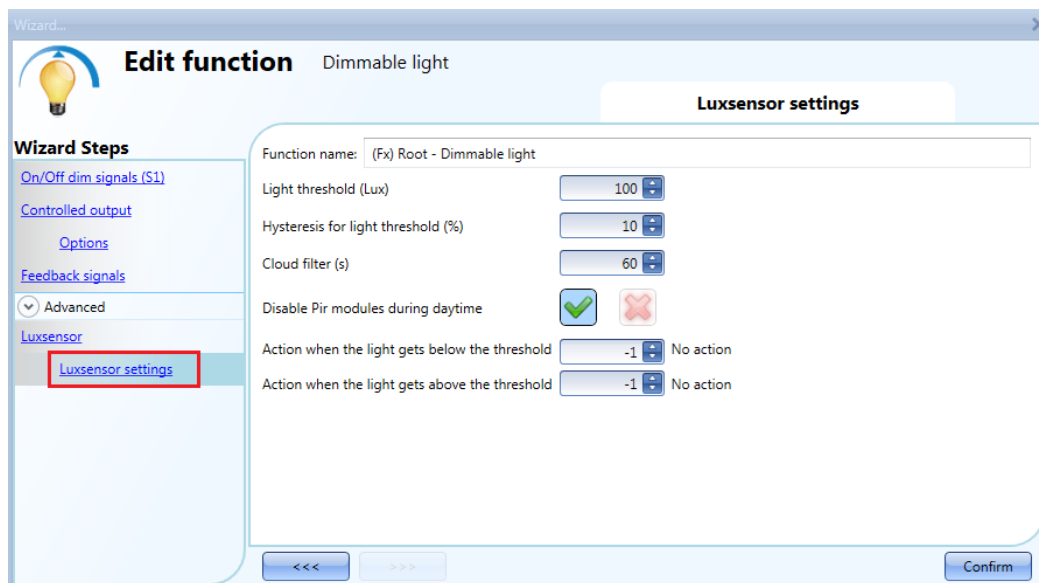 Wizard...
Edit function Dimmable light
Luxsensor settings
Wizard Steps
On/Off dim signals (S1)
Controlled output
Options
Feedback signals
Advanced
Luxsensor
Luxsensor settings
Function name: (Fx) Root - Dimmable light
Light threshold (Lux) 100
Hysteresis for light threshold (%) 10
Cloud filter (s) 60
Disable Pir modules during daytime
Action when the light gets below the threshold -1 No action
Action when the light gets above the threshold -1 No action
<<< >>> Confirm